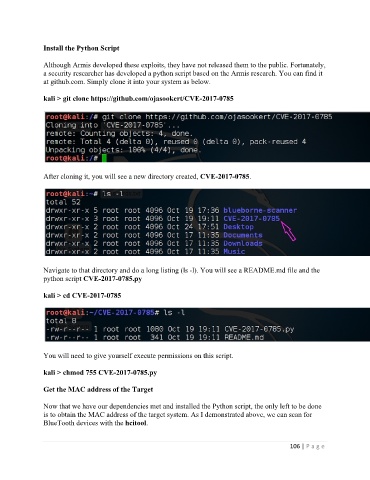 Install the Python Script
Although Armis developed these exploits, they have not released them to the public. Fortunately,
a security researcher has developed a python script based on the Armis research. You can find it
at github.com. Simply clone it into your system as below.
kali > git clone https://github.com/ojasookert/CVE-2017-0785
root@kali:/# git clone https://github.com/ojasookert/CVE-2017-0785
Cloning into 'CVE-2017-0785'...
remote: Counting objects: 4, done.
remote: Total 4 (delta 0), reused 0 (delta 0), pack-reused 4
Unpacking objects: 100% (4/4), done.
root@kali:/#
After cloning it, you will see a new directory created, CVE-2017-0785.
root@kali:~# ls -l
total 52
drwxr-xr-x 5 root root 4096 Oct 19 17:36 blueborne-scanner
drwxr-xr-x 3 root root 4096 Oct 19 19:11 CVE-2017-0785
drwxr-xr-x 2 root root 4096 Oct 24 17:51 Desktop
drwxr-xr-x 2 root root 4096 Oct 17 11:35 Documents
drwxr-xr-x 2 root root 4096 Oct 17 11:35 Downloads
drwxr-xr-x 2 root root 4096 Oct 17 11:35 Music
Navigate to that directory and do a long listing (ls -l). You will see a README.md file and the
python script CVE-2017-0785.py
kali > cd CVE-2017-0785
root@kali:~/CVE-2017-0785# ls -l
total 8
-rw-r--r-- 1 root root 1080 Oct 19 19:11 CVE-2017-0785.py
-rw-r--r-- 1 root root 341 Oct 19 19:11 README.md
You will need to give yourself execute permissions on this script.
kali > chmod 755 CVE-2017-0785.py
Get the MAC address of the Target
Now that we have our dependencies met and installed the Python script, the only left to be done
is to obtain the MAC address of the target system. As I demonstrated above, we can scan for
BlueTooth devices with the hcitool.
106 | Page